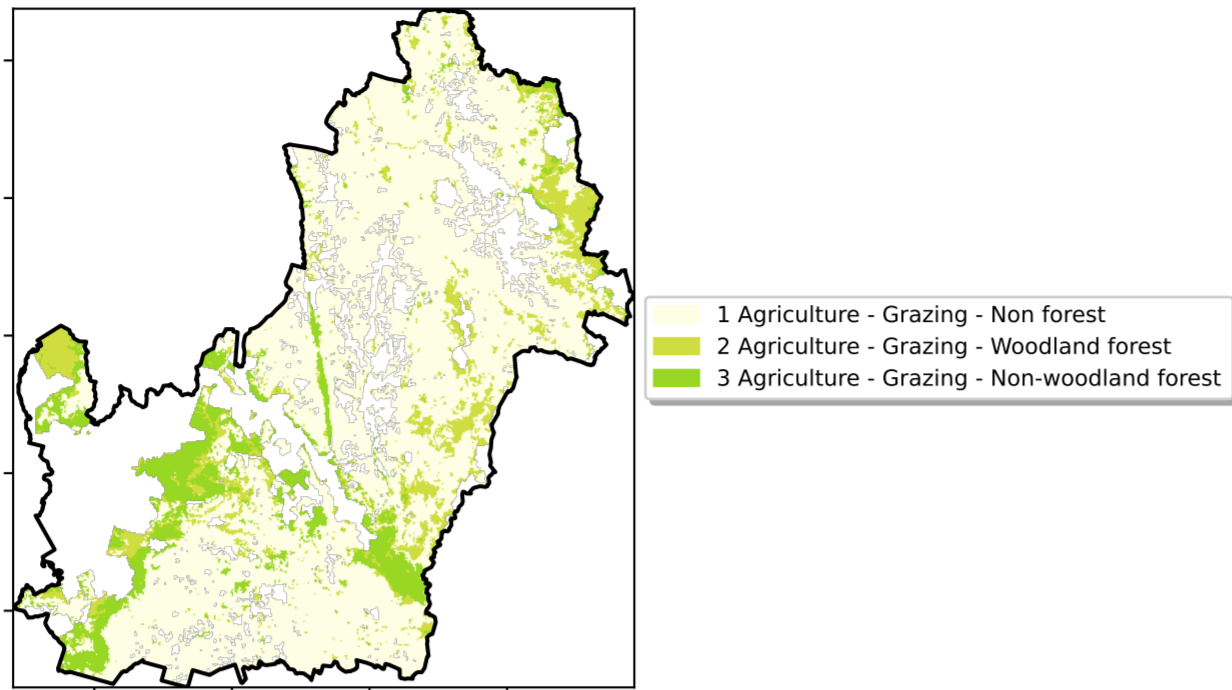 1 Agriculture - Grazing - Non forest
2 Agriculture - Grazing - Woodland forest
3 Agriculture - Grazing - Non-woodland forest